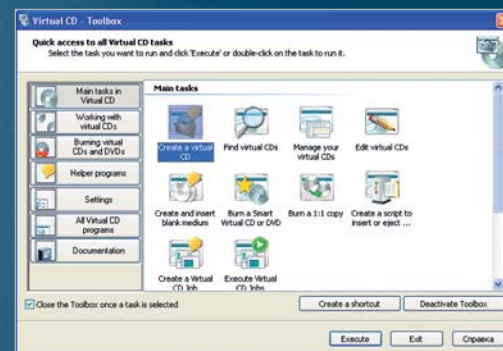 Virtual CD - Toolbox
Quick access to all Virtual CD tasks
Select the task you want to run and click 'Execute' or double-click on the task to run it.
Main tasks in
Virtual CD
Working with
virtual CDs
Burning virtual
CDs and DVDs
Helper programs
Settings
All Virtual CD
programs
Documentation
Main tasks
Create a virtual
CD
Find virtual CDs
Manage your
virtual CDs
Edit virtual CDs
Create and insert
blank medium
Burn a Smart
Virtual CD or DVD
Burn a 1:1 copy
Create a script to
insert or eject ...
Create a Virtual
CD Job
Execute Virtual
CD Jobs
Close the Toolbox once a task is selected
Create a shortcut
Deactivate Toolbox
Execute
Exit
Справка